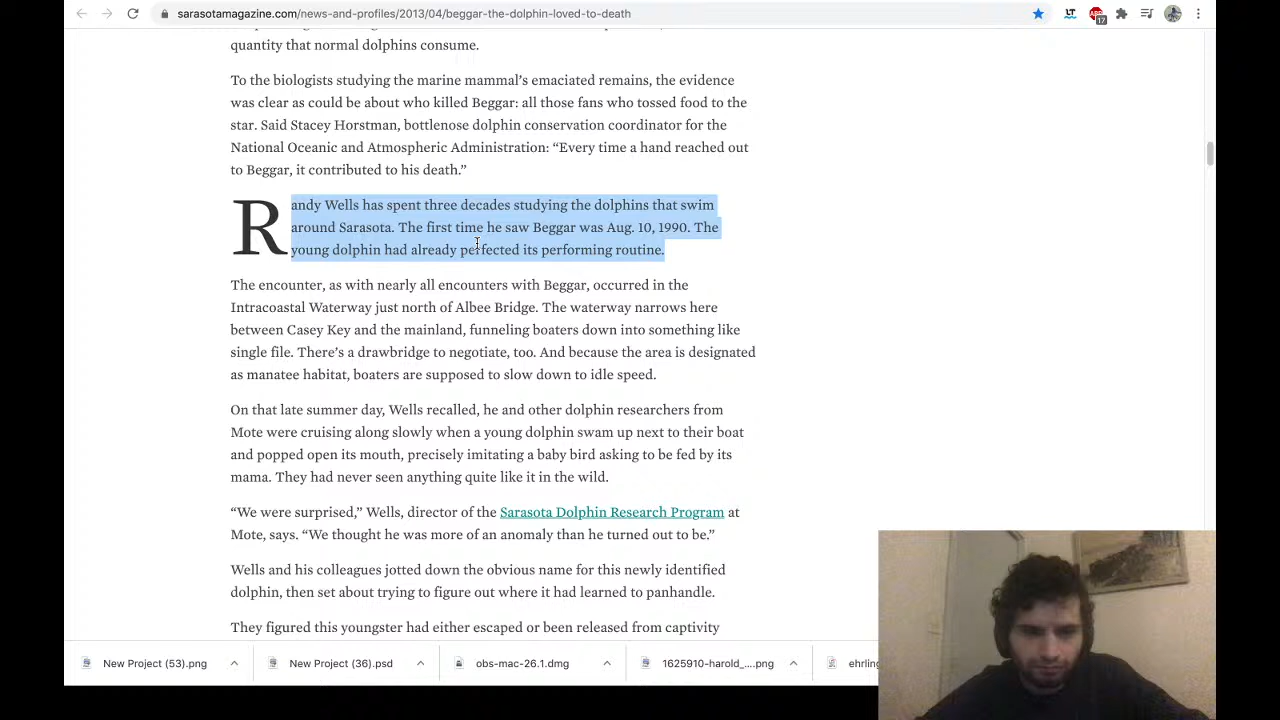 sarasotamagazine.com/news-and-profiles/2013/04/beggar-the-dolphin-loved-to-death
LT
17
quantity that normal dolphins consume.
To the biologists studying the marine mammal’s emaciated remains, the evidence
was clear as could be about who killed Beggar: all those fans who tossed food to the
star. Said Stacey Horstman, bottlenose dolphin conservation coordinator for the
National Oceanic and Atmospheric Administration: “Every time a hand reached out
to Beggar, it contributed to his death.”
Randy Wells has spent three decades studying the dolphins that swim
around Sarasota. The first time he saw Beggar was Aug. 10, 1990. The
young dolphin had already perfected its performing routine.
The encounter, as with nearly all encounters with Beggar, occurred in the
Intracoastal Waterway just north of Albee Bridge. The waterway narrows here
between Casey Key and the mainland, funneling boaters down into something like
single file. There’s a drawbridge to negotiate, too. And because the area is designated
as manatee habitat, boaters are supposed to slow down to idle speed.
On that late summer day, Wells recalled, he and other dolphin researchers from
Mote were cruising along slowly when a young dolphin swam up next to their boat
and popped open its mouth, precisely imitating a baby bird asking to be fed by its
mama. They had never seen anything quite like it in the wild.
“We were surprised,” Wells, director of the Sarasota Dolphin Research Program at
Mote, says. “We thought he was more of an anomaly than he turned out to be.”
Wells and his colleagues jotted down the obvious name for this newly identified
dolphin, then set about trying to figure out where it had learned to panhandle.
They figured this youngster had either escaped or been released from captivity
New Project (53).png
New Project (36).psd
obs-mac-26.1.dmg
1625910-harold_....png
ehrling